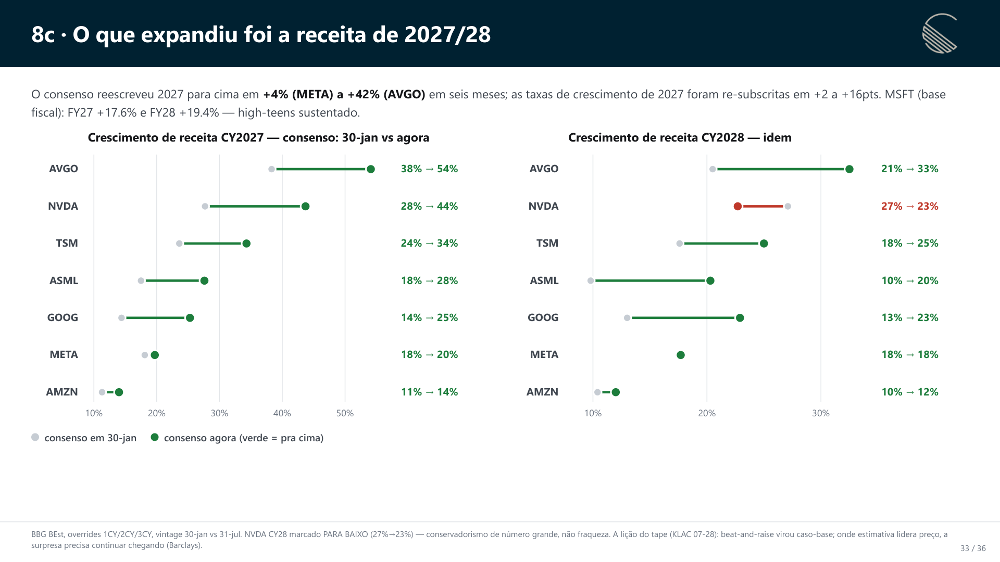 8c · O que expandiu foi a receita de 2027/28
O consenso reescreveu 2027 para cima em +4% (META) a +42% (AVGO) em seis meses; as taxas de crescimento de 2027 foram re-subscritas em +2 a +16pts. MSFT (base
fiscal): FY27 +17.6% e FY28 +19.4% — high-teens sustentado.
Crescimento de receita CY2027 — consenso: 30-jan vs agora
AVGO 38% → 54%
NVDA 28% → 44%
TSM 24% → 34%
ASML 18% → 28%
GOOG 14% → 25%
META 18% → 20%
AMZN 11% → 14%
10% 20% 30% 40% 50%
Crescimento de receita CY2028 — idem
AVGO 21% → 33%
NVDA 27% → 23%
TSM 18% → 25%
ASML 10% → 20%
GOOG 13% → 23%
META 18% → 18%
AMZN 10% → 12%
10% 20% 30%
consenso em 30-jan consenso agora (verde = pra cima)
BBG BEst, overrides 1CY/2CY/3CY, vintage 30-jan vs 31-jul. NVDA CY28 marcado PARA BAIXO (27%→23%) — conservadorismo de número grande, não fraqueza. A lição do tape (KLAC 07-28): beat-and-raise virou caso-base; onde estimativa lidera preço, a
surpresa precisa continuar chegando (Barclays).
33 / 36